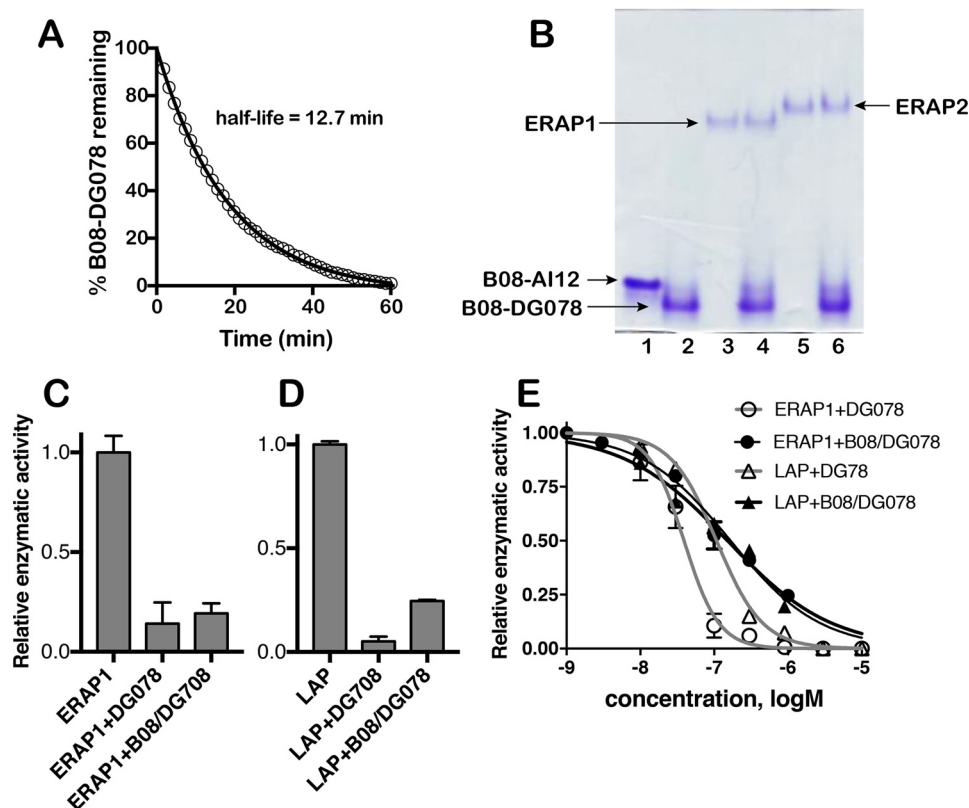 A
% B08-DG078 remaining
100
80
60
40
20
0
half-life = 12.7 min
0 20 40 60
Time (min)
B
ERAP1
ERAP2
B08-AI12
B08-DG078
1 2 3 4 5 6
C
Relative enzymatic activity
1.0
0.5
0.0
ERAP1
ERAP1+DG078
ERAP1+B08/DG708
D
1.0
0.5
0.0
LAP
LAP+DG708
LAP+B08/DG078
E
Relative enzymatic activity
1.00
0.75
0.50
0.25
0.00
-9 -8 -7 -6 -5
concentration, logM
ERAP1+DG078
ERAP1+B08/DG078
LAP+DG78
LAP+B08/DG078